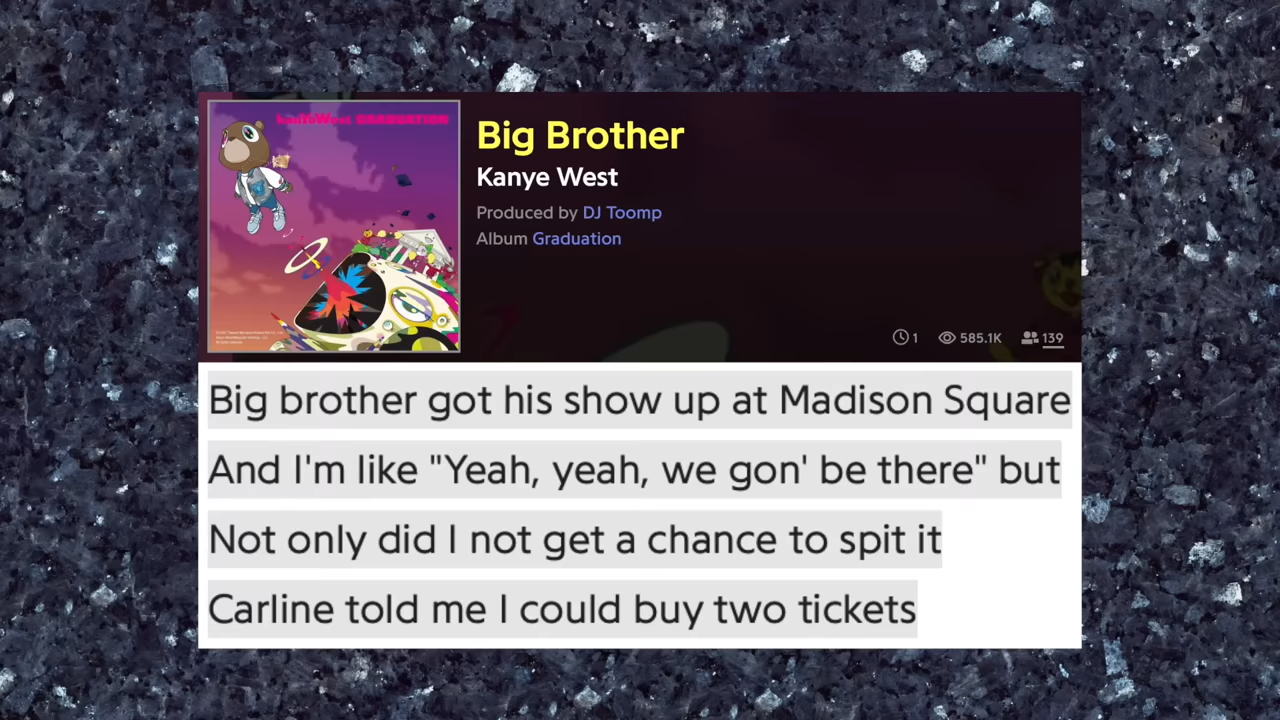 kanYeWest GRADUATION
Big Brother
Kanye West
Produced by DJ Toomp
Album Graduation
1 585.1K 139
Big brother got his show up at Madison Square
And I'm like "Yeah, yeah, we gon' be there" but
Not only did I not get a chance to spit it
Carline told me I could buy two tickets